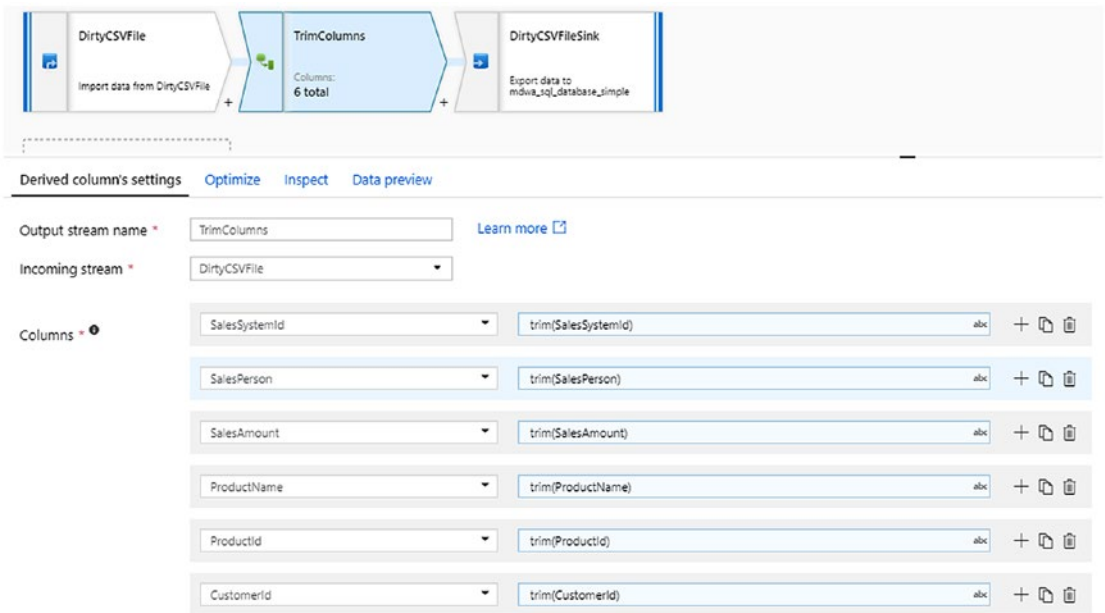 DirtyCSVFile
Import data from DirtyCSVFile
+
TrimColumns
Columns:
6 total
+
DirtyCSVFileSink
Export data to
mdwa_sql_database_simple
Derived column's settings Optimize Inspect Data preview
Output stream name * TrimColumns Learn more
Incoming stream * DirtyCSVFile
Columns *
SalesSystemId trim(SalesSystemId) abc
SalesPerson trim(SalesPerson) abc
SalesAmount trim(SalesAmount) abc
ProductName trim(ProductName) abc
ProductId trim(ProductId) abc
CustomerId trim(CustomerId) abc